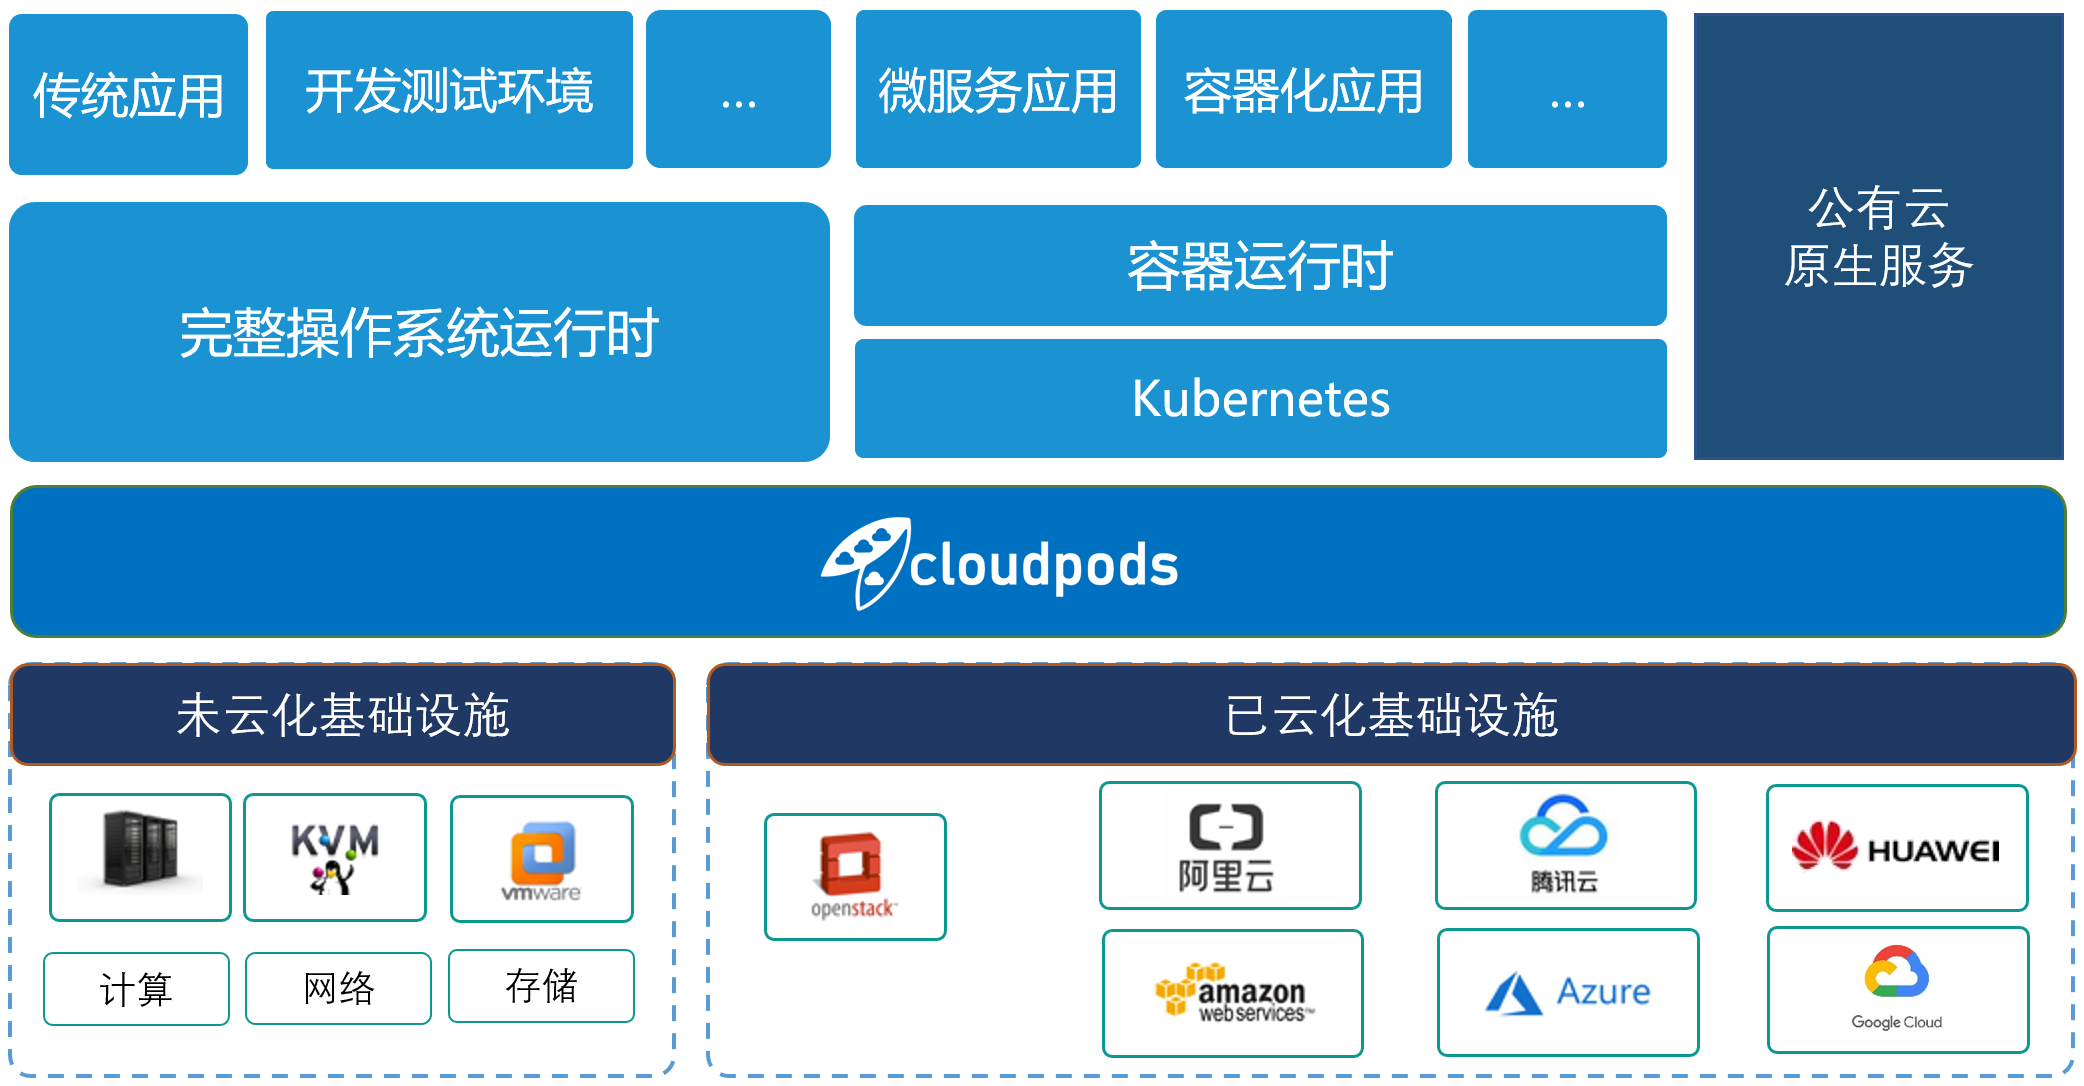 传统应用
开发测试环境
...
微服务应用
容器化应用
...
公有云
原生服务
完整操作系统运行时
容器运行时
Kubernetes
cloudpods
未云化基础设施
已云化基础设施
KVM
vmware
openstack™
阿里云
腾讯云
HUAWEI
计算
网络
存储
amazon
web services™
Azure
Google Cloud